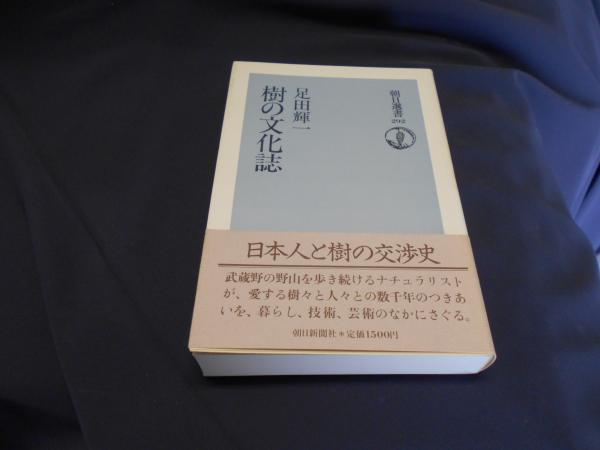 朝日選書
292
足田輝一
樹の文化誌
日本人と樹の交渉史
武蔵野の野山を歩き続けるナチュラリスト
が、愛する樹々と人々との数千年のつきあ
いを、暮らし、技術、芸術のなかにさぐる。
朝日新聞社*定価1500円